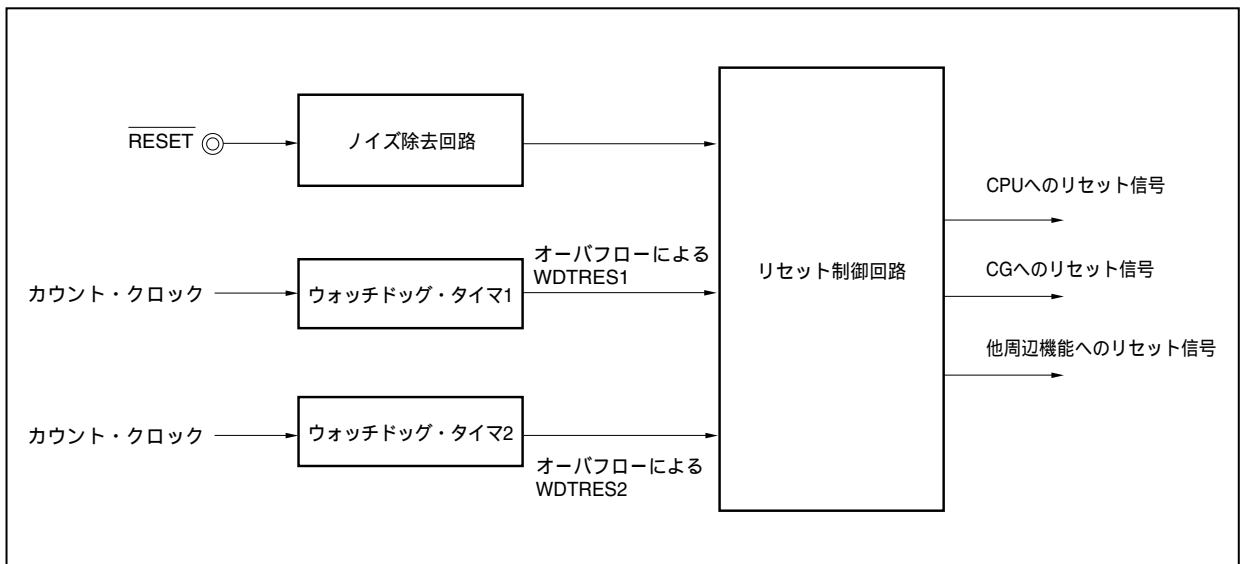 RESET
ノイズ除去回路
カウント・クロック
ウォッチドッグ・タイマ1
オーバフローによる
WDTRES1
カウント・クロック
ウォッチドッグ・タイマ2
オーバフローによる
WDTRES2
リセット制御回路
CPUへのリセット信号
CGへのリセット信号
他周辺機能へのリセット信号